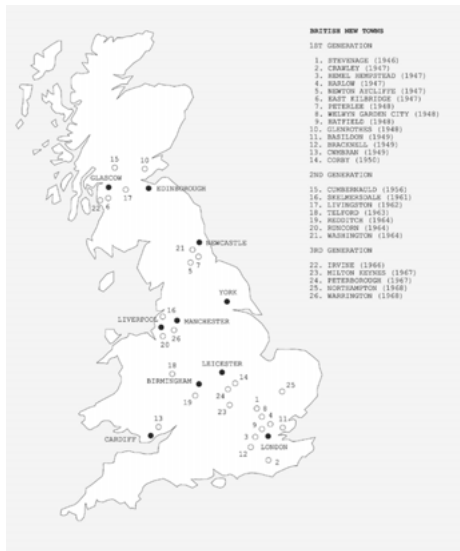 BRITISH NEW TOWNS
1ST GENERATION
1. STEVENAGE (1946)
2. CRAWLEY (1947)
3. HEMEL HEMPSTEAD (1947)
4. HARLOW (1947)
5. NEWTON AYCLIFFE (1947)
6. EAST KILBRIDGE (1947)
7. PETERLEE (1948)
8. WELWYN GARDEN CITY (1948)
9. HATFIELD (1948)
10. GLENROTHES (1948)
11. BASILDON (1949)
12. BRACKNELL (1949)
13. CWMBRAN (1949)
14. CORBY (1950)
2ND GENERATION
15. CUMBERNAULD (1956)
16. SKELMERSDALE (1961)
17. LIVINGSTON (1962)
18. TELFORD (1963)
19. REDDITCH (1964)
20. RUNCORN (1964)
21. WASHINGTON (1964)
3RD GENERATION
22. IRVINE (1966)
23. MILTON KEYNES (1967)
24. PETERBOROUGH (1967)
25. NORTHAMPTON (1968)
26. WARRINGTON (1968)
15
10
GLASGOW
EDINBOROUGH
22 6
17
21
NEWCASTLE
5
7
YORK
16
LIVERPOOL
MANCHESTER
20
26
LEICESTER
18
BIRMINGHAM
14
24
25
19
23
1
8
4
11
13
9
3
CARDIFF
LONDON
12
2